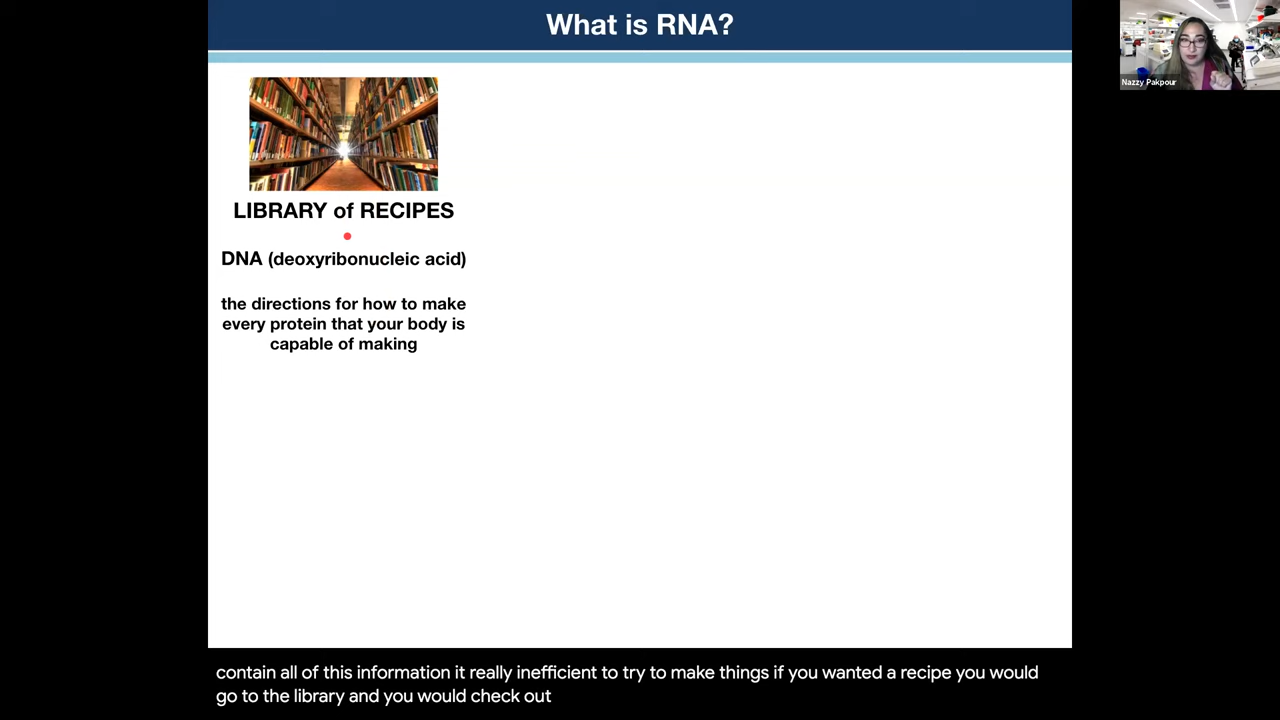 What is RNA?
Nazzy Pakpour
LIBRARY of RECIPES
DNA (deoxyribonucleic acid)
the directions for how to make
every protein that your body is
capable of making
contain all of this information it really inefficient to try to make things if you wanted a recipe you would
go to the library and you would check out